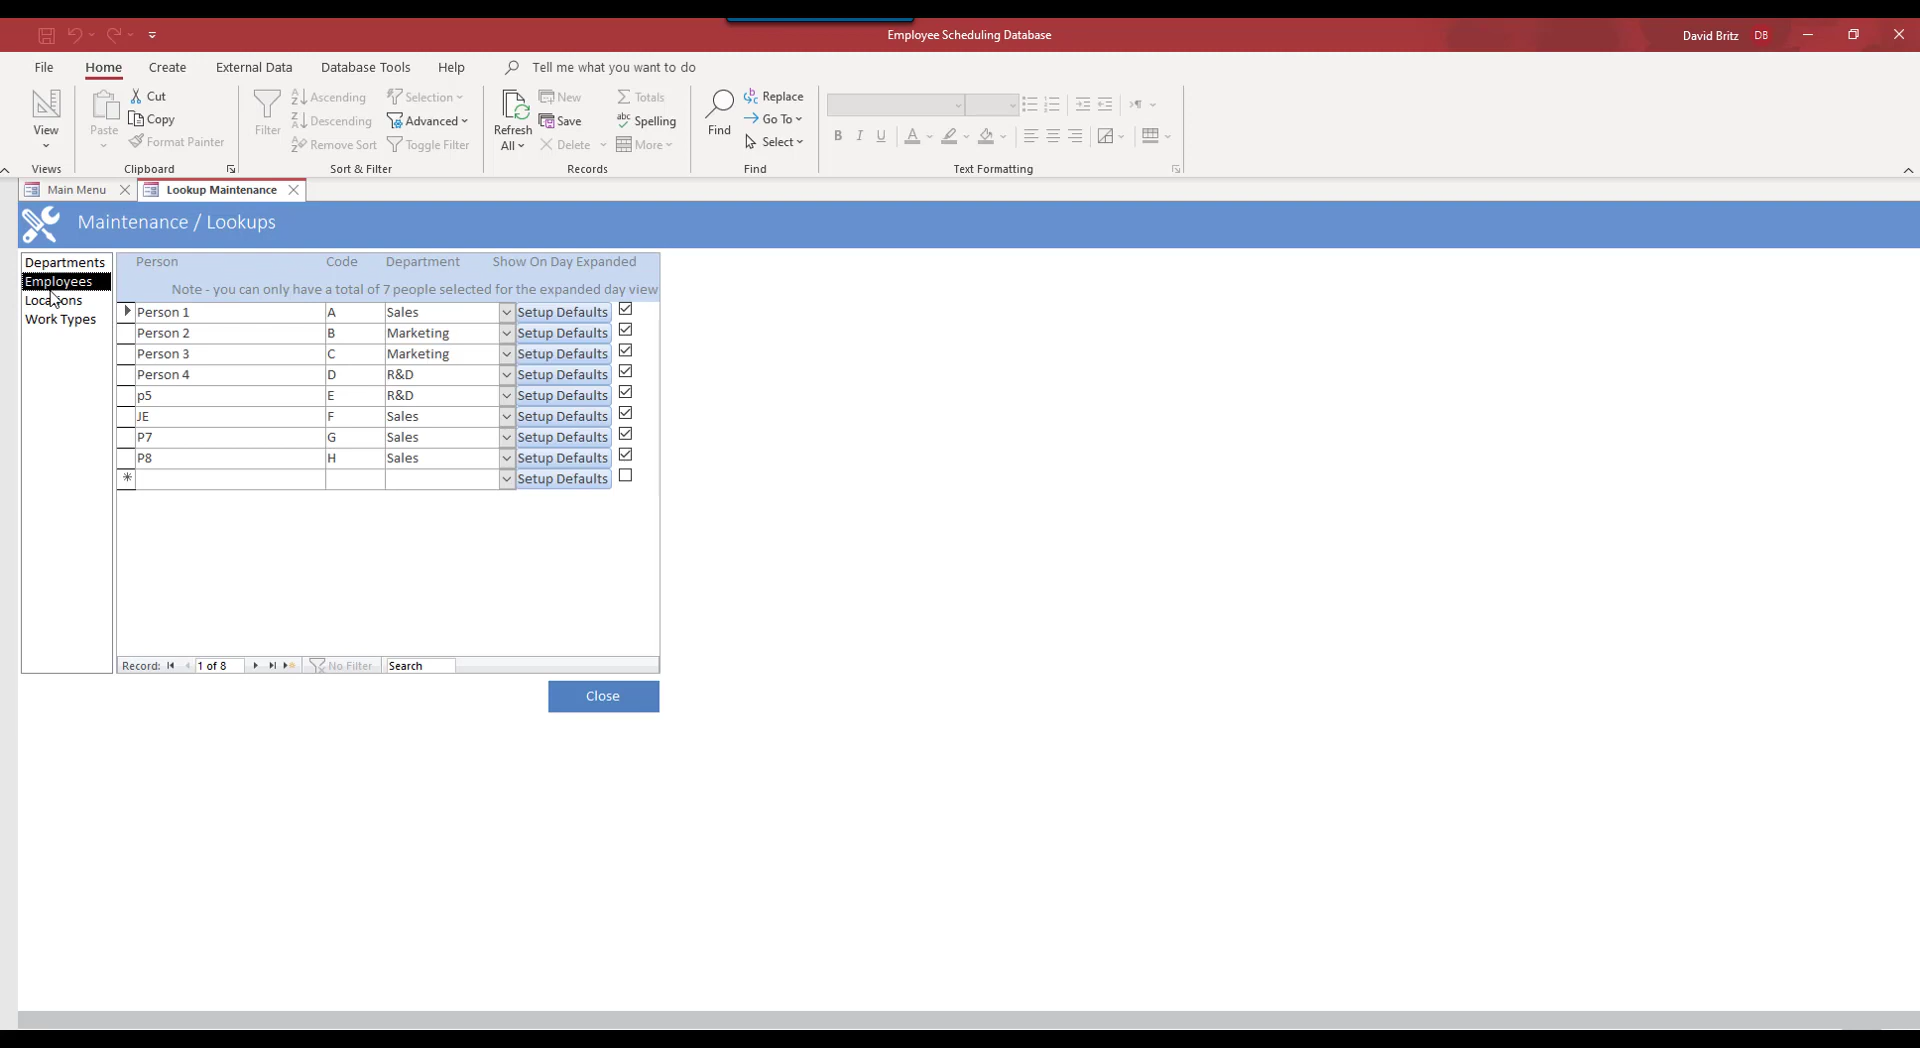 Employee Scheduling Database
David Britz DB
File Home Create External Data Database Tools Help Tell me what you want to do
View
Views
Paste
Cut
Copy
Format Painter
Clipboard
Filter
Ascending
Descending
Remove Sort
Selection
Advanced
Toggle Filter
Sort & Filter
Refresh
All
New
Save
Delete
Totals
Spelling
More
Records
Find
Replace
Go To
Select
Find
B I U A
Text Formatting
Main Menu
Lookup Maintenance
Maintenance / Lookups
Departments
Employees
Locations
Work Types
Person Code Department Show On Day Expanded
Note - you can only have a total of 7 people selected for the expanded day view
Person 1 A Sales Setup Defaults
Person 2 B Marketing Setup Defaults
Person 3 C Marketing Setup Defaults
Person 4 D R&D Setup Defaults
p5 E R&D Setup Defaults
JE F Sales Setup Defaults
P7 G Sales Setup Defaults
P8 H Sales Setup Defaults
Setup Defaults
Record: 1 of 8 No Filter Search
Close